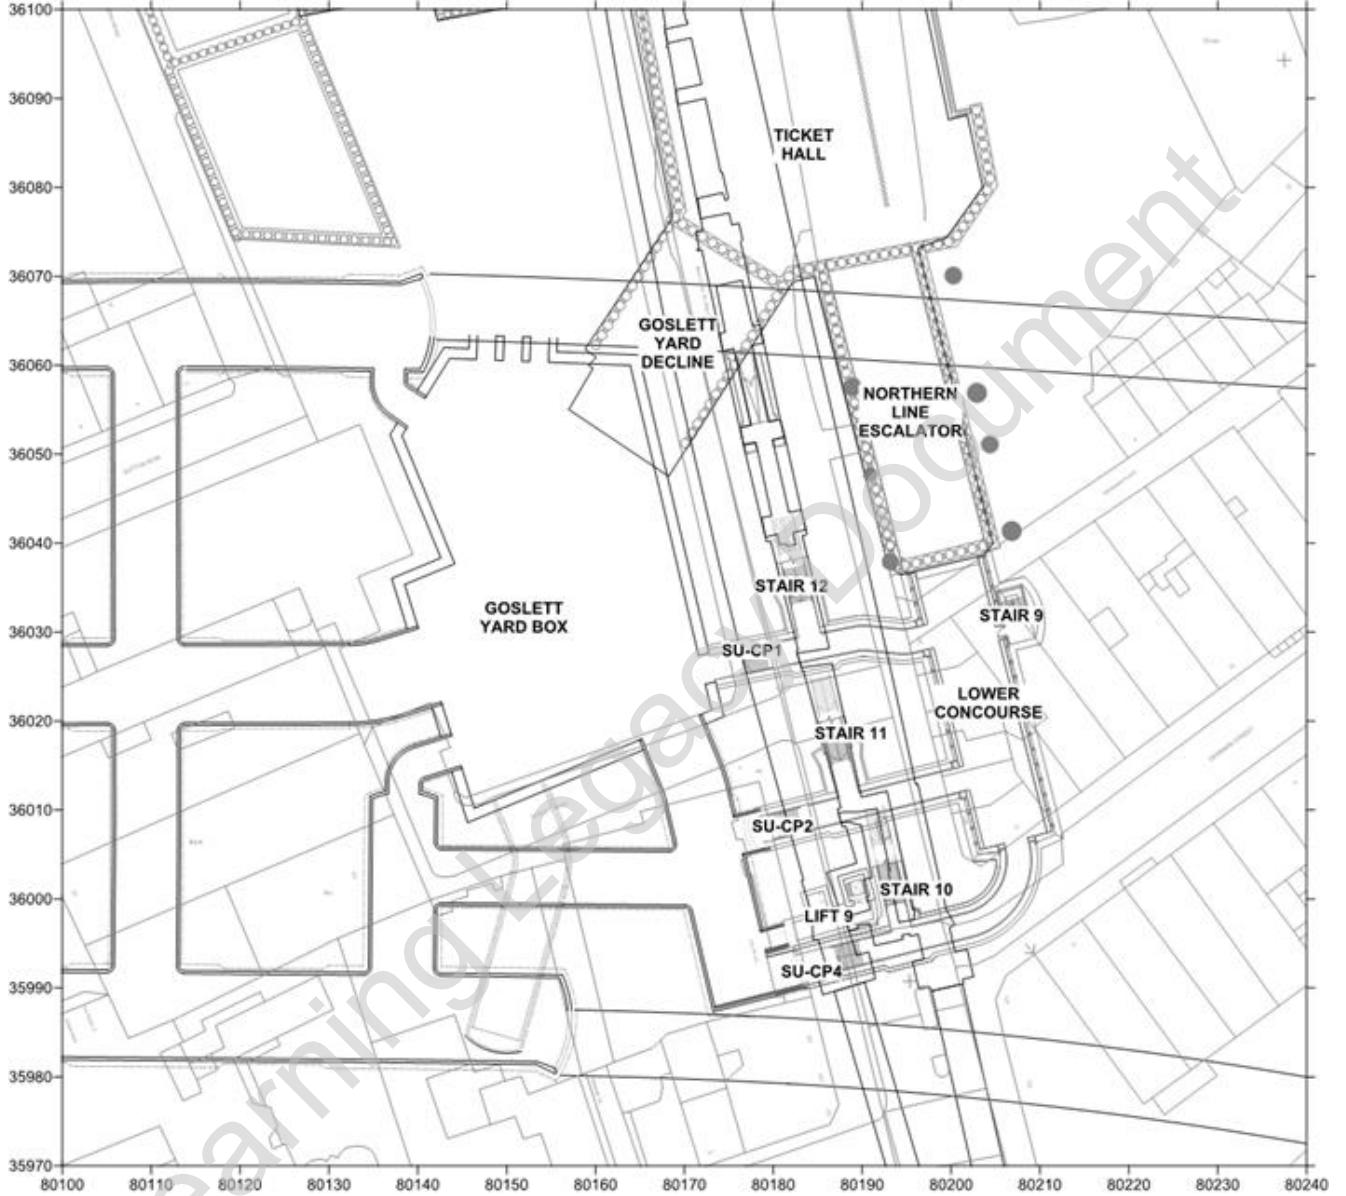 36100
36090
36080
36070
36060
36050
36040
36030
36020
36010
36000
35990
35980
35970
80100 80110 80120 80130 80140 80150 80160 80170 80180 80190 80200 80210 80220 80230 80240
TICKET
HALL
GOSLETT
YARD
DECLINE
NORTHERN
LINE
ESCALATOR
STAIR 12
GOSLETT
YARD BOX
STAIR 9
SU-CP1
LOWER
CONCOURSE
STAIR 11
SU-CP2
STAIR 10
LIFT 9
SU-CP4
earning Legacy Document